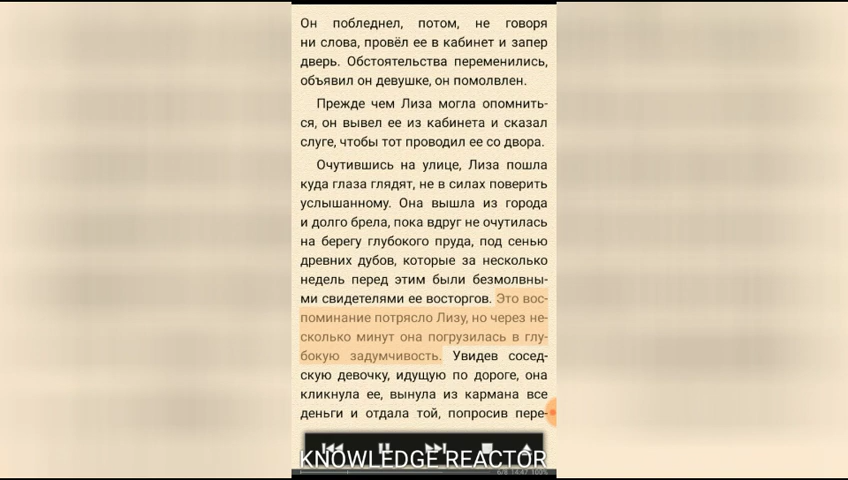 Он побледнел, потом, не говоря
ни слова, провёл ее в кабинет и запер
дверь. Обстоятельства переменились,
объявил он девушке, он помолвлен.
Прежде чем Лиза могла опомнить-
ся, он вывел ее из кабинета и сказал
слуге, чтобы тот проводил ее со двора.
Очутившись на улице, Лиза пошла
куда глаза глядят, не в силах поверить
услышанному. Она вышла из города
и долго брела, пока вдруг не очутилась
на берегу глубокого пруда, под сенью
древних дубов, которые за несколько
недель перед этим были безмолвны-
ми свидетелями ее восторгов. Это вос-
поминание потрясло Лизу, но через не-
сколько минут она погрузилась в глу-
бокую задумчивость. Увидев сосед-
скую девочку, идущую по дороге, она
кликнула ее, вынула из кармана все
деньги и отдала той, попросив пере-
KNOWLEDGE REACTOR